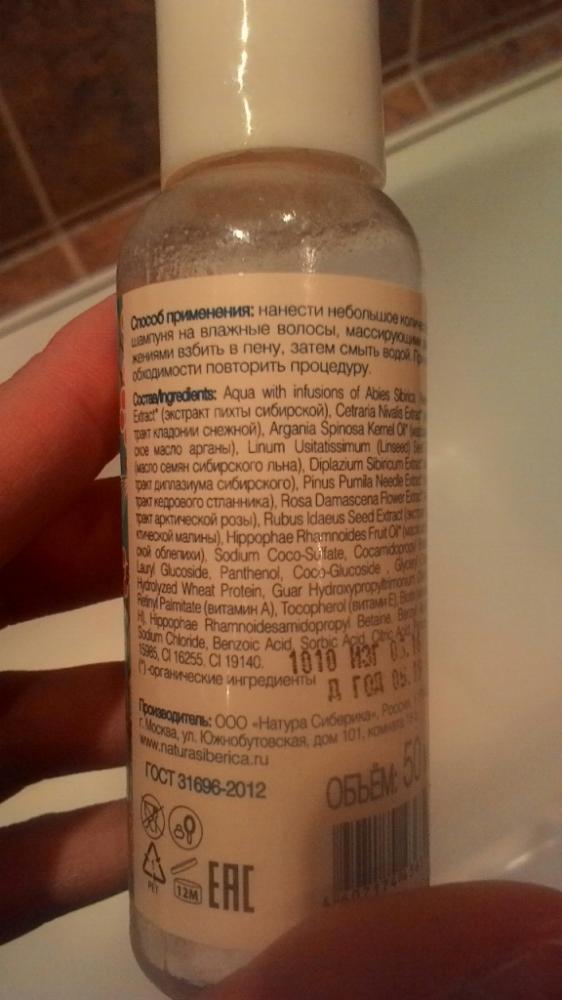 Способ применения: нанести небольшое
шампуня на влажные волосы, массирующими
жениями взбить в пену, затем смыть водой.
обходимости повторить процедуру.
Состав/Ingredients: Aqua with infusions of Abies Sibirica
Extract* (экстракт пихты сибирской), Cetraria Nivalis Extract*
тракт кладонии снежной), Argania Spinosa Kernel Oil*
ское масло арганы), Linum Usitatissimum (Linseed)
(масло семян сибирского льна), Diplazium Sibiricum Extract*
тракт диплазиума сибирского), Pinus Pumila Needle Extract*
тракт кедрового стланника), Rosa Damascena Flower Extract*
тракт арктической розы), Rubus Idaeus Seed Extract
ктической малины), Hippophae Rhamnoides Fruit Oil*
ской облепихи), Sodium Coco-Sulfate, Cocamidopropyl
Lauryl Glucoside, Panthenol, Coco-Glucoside,
Hydrolyzed Wheat Protein, Guar Hydroxypropyltrimonium
Retinyl Palmitate (витамин А), Tocopherol (витамин Е),
H), Hippophae Rhamnoidesamidopropyl Betaine,
Sodium Chloride, Benzoic Acid, Sorbic Acid, Citric Acid
15985, CI 16255, CI 19140.
(*) -органические ингредиенты
1010 ИЗГ
Д ГОД
Производитель: ООО «Натура Сиберика»,
г. Москва, ул. Южнобутовская, дом 101, комната
www.naturasiberica.ru
ГОСТ 31696-2012
ОБЪЁМ: 50
PET
12M
EAC